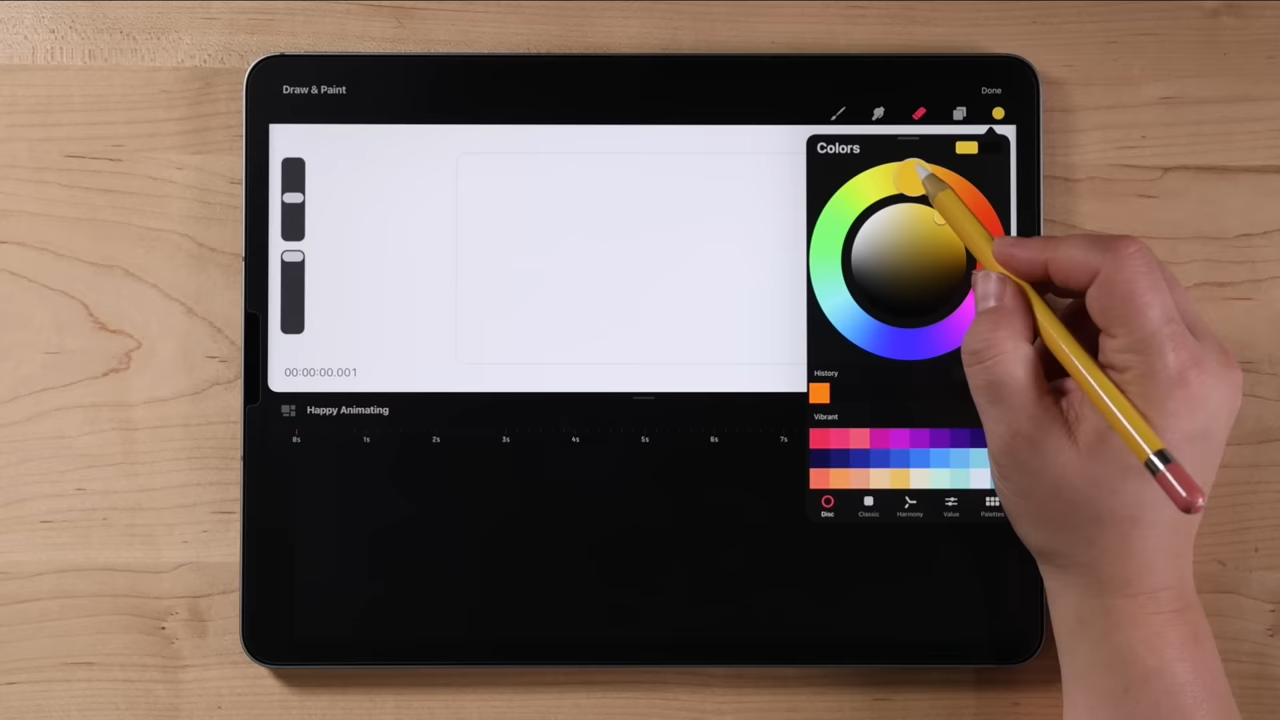 Draw & Paint
Done
Colors
History
Vibrant
Disc
Classic
Harmony
Value
Palettes
00:00:00.001
Happy Animating
0s 1s 2s 3s 4s 5s 6s 7s